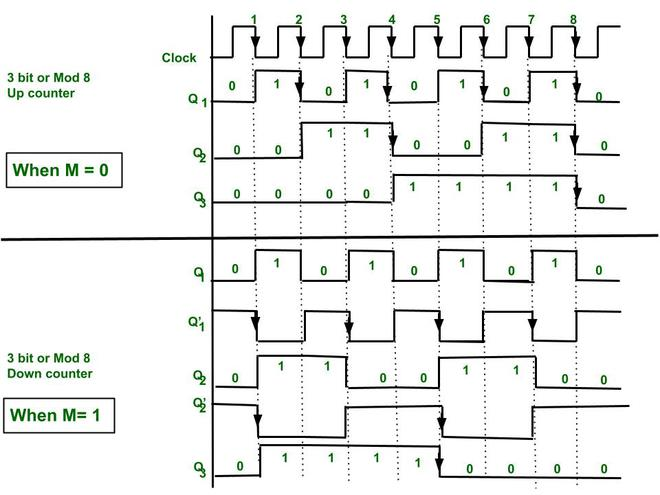 1 2 3 4 5 6 7 8
Clock
3 bit or Mod 8
Up counter
Q1 0 1 0 1 0 1 0 1 0
Q2 0 0 1 1 0 0 1 1 0
When M = 0
Q3 0 0 0 0 1 1 1 1 0
Q1 0 1 0 1 0 1 0 1 0
Q'1
3 bit or Mod 8
Down counter
Q2 0 1 1 0 0 1 1 0 0
Q'2
When M= 1
Q3 0 1 1 1 1 0 0 0 0